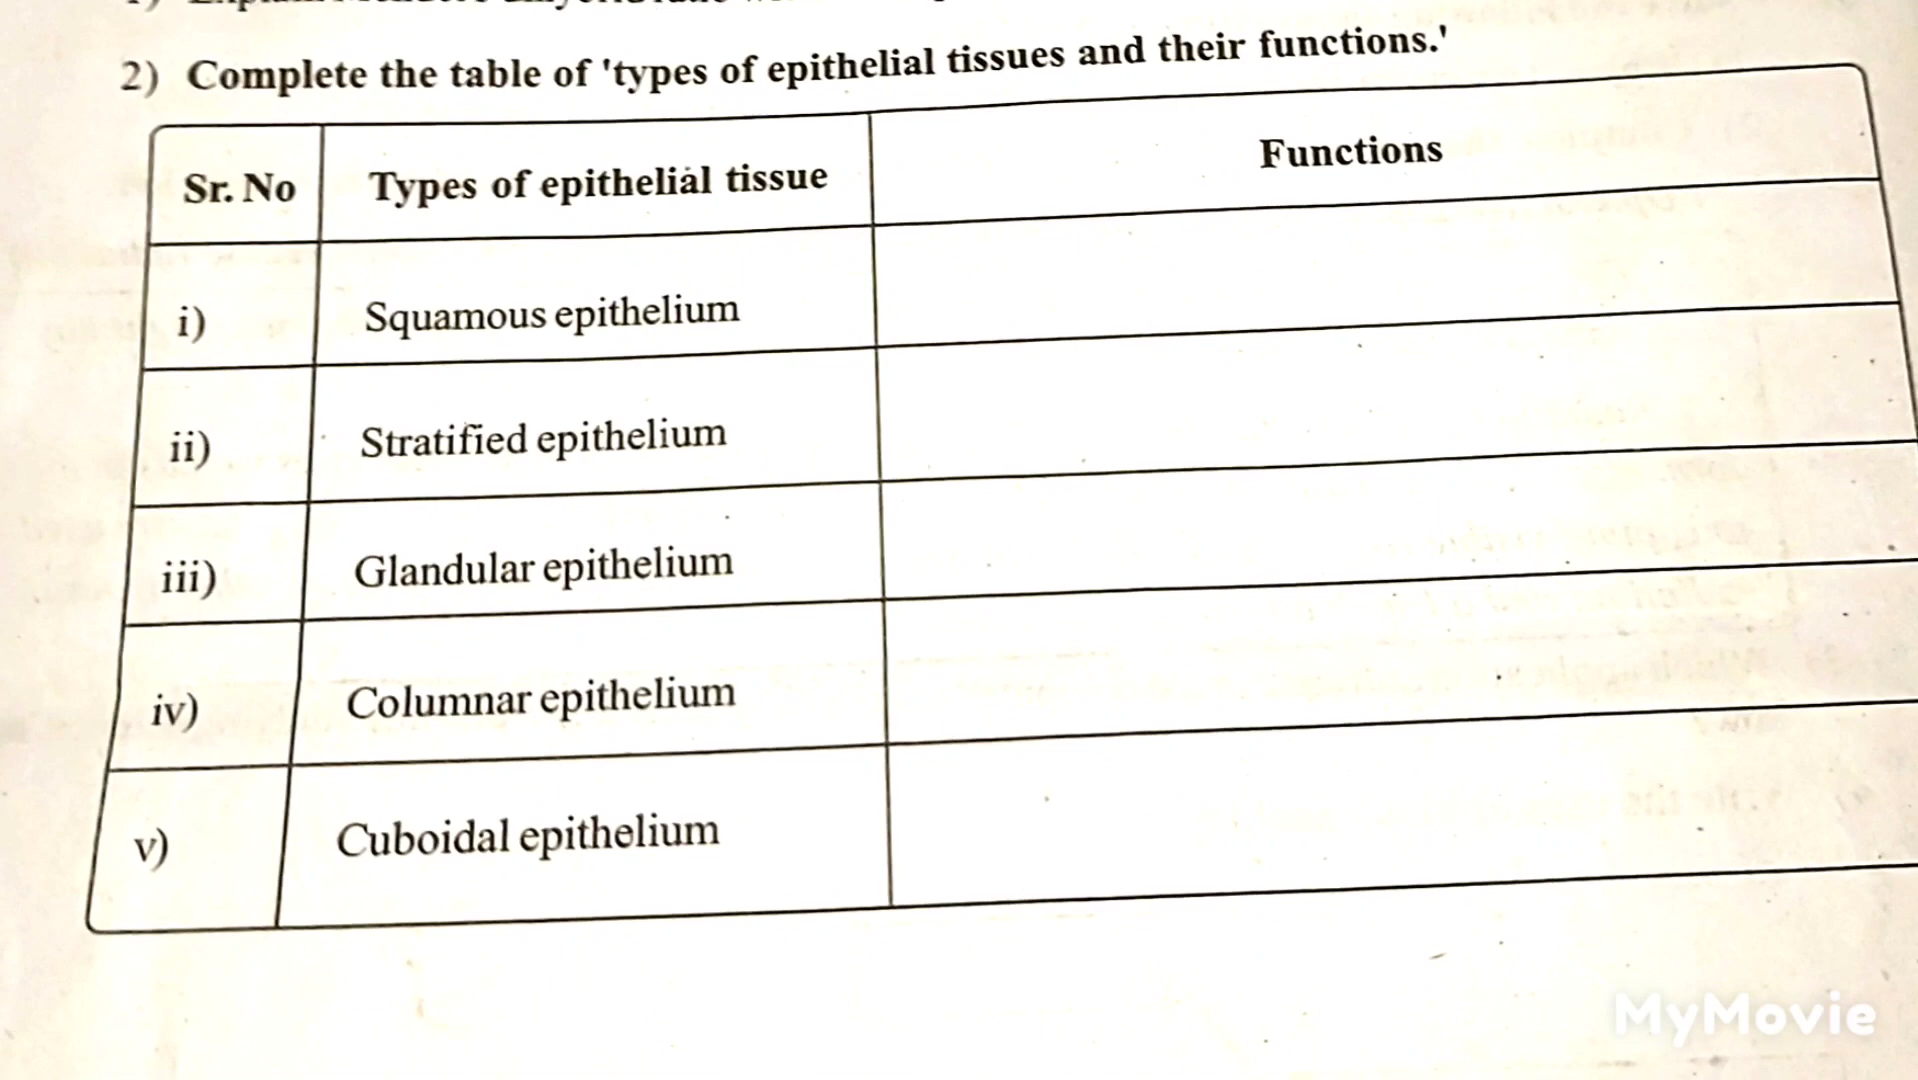 2) Complete the table of 'types of epithelial tissues and their functions.'
Sr. No Types of epithelial tissue Functions
i) Squamous epithelium
ii) Stratified epithelium
iii) Glandular epithelium
iv) Columnar epithelium
v) Cuboidal epithelium
MyMovie